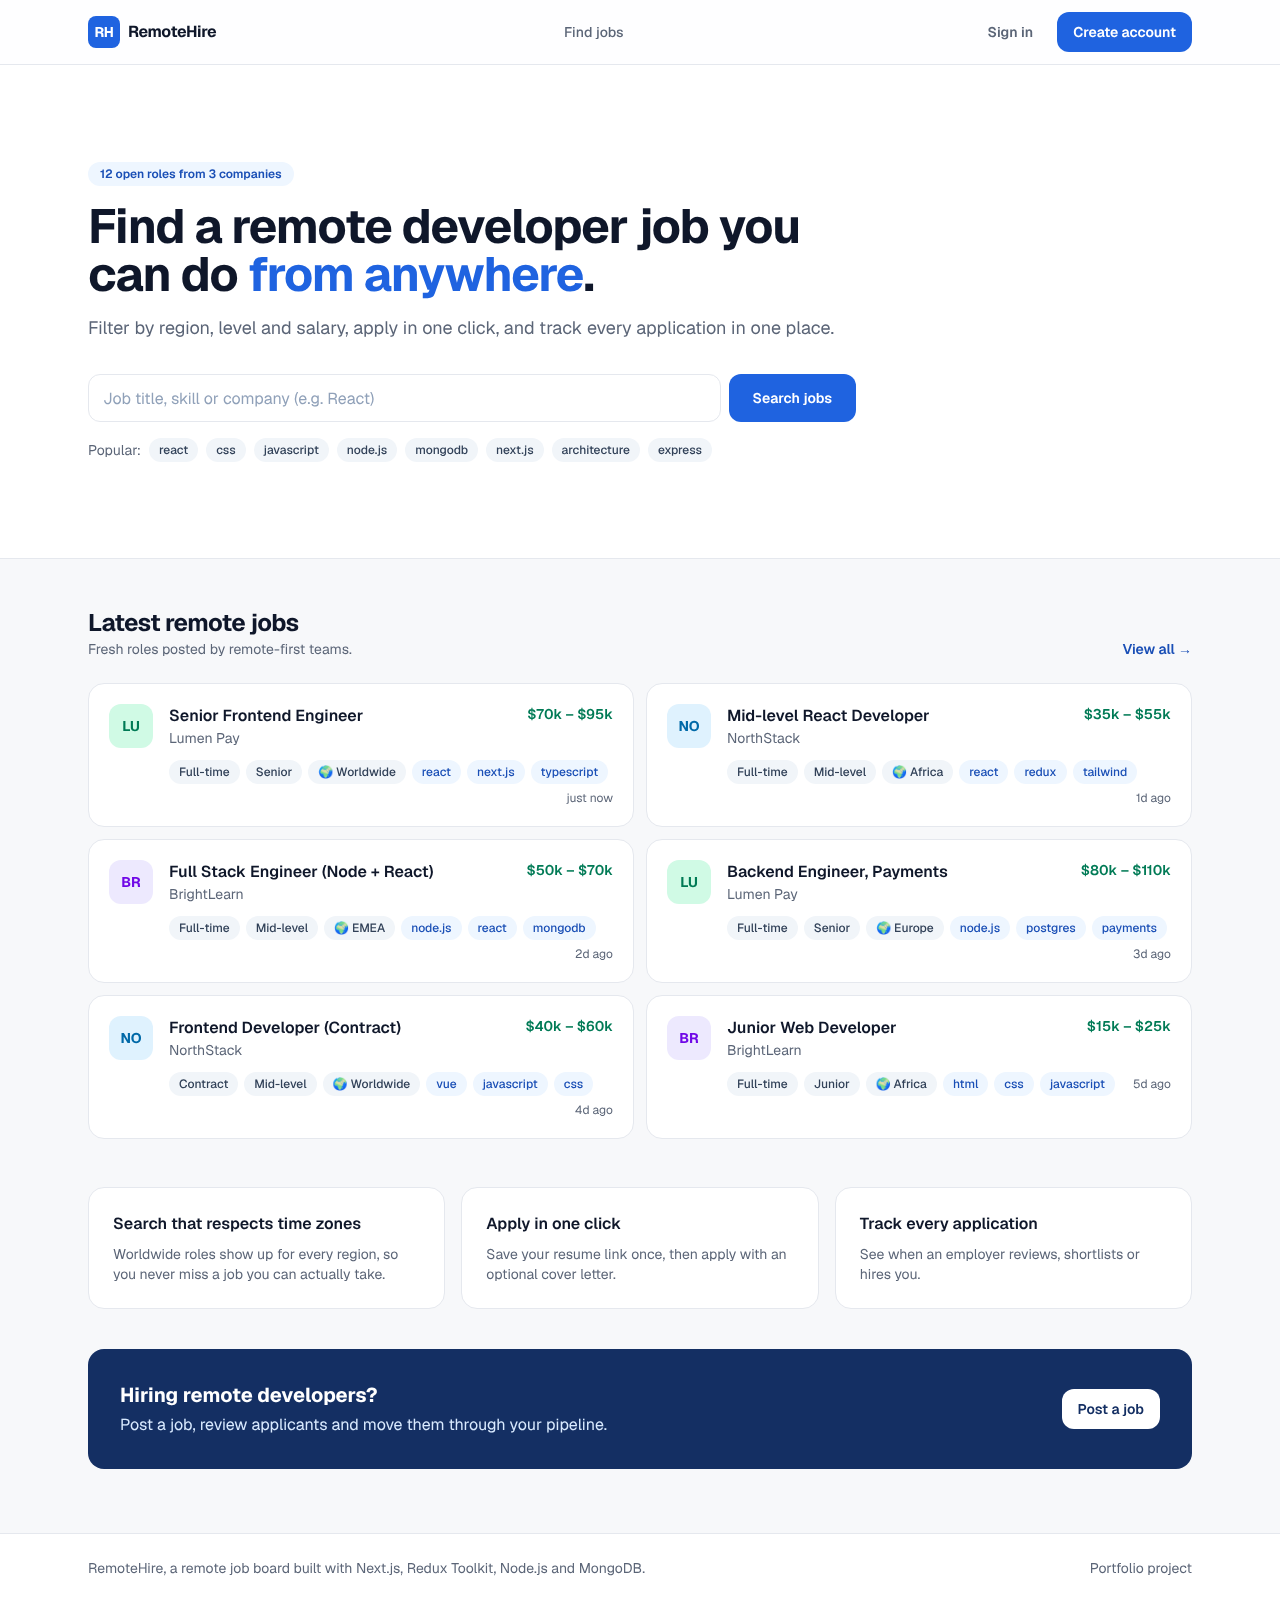 RH RemoteHire Find jobs Sign in Create account
12 open roles from 3 companies
Find a remote developer job you
can do from anywhere.
Filter by region, level and salary, apply in one click, and track every application in one place.
Job title, skill or company (e.g. React) Search jobs
Popular: react css javascript node.js mongodb next.js architecture express
Latest remote jobs
Fresh roles posted by remote-first teams.
View all →
LU Senior Frontend Engineer $70k – $95k
Lumen Pay
Full-time Senior 🌍 Worldwide react next.js typescript
just now
NO Mid-level React Developer $35k – $55k
NorthStack
Full-time Mid-level 🌍 Africa react redux tailwind
1d ago
BR Full Stack Engineer (Node + React) $50k – $70k
BrightLearn
Full-time Mid-level 🌍 EMEA node.js react mongodb
2d ago
LU Backend Engineer, Payments $80k – $110k
Lumen Pay
Full-time Senior 🌍 Europe node.js postgres payments
3d ago
NO Frontend Developer (Contract) $40k – $60k
NorthStack
Contract Mid-level 🌍 Worldwide vue javascript css
4d ago
BR Junior Web Developer $15k – $25k
BrightLearn
Full-time Junior 🌍 Africa html css javascript 5d ago
Search that respects time zones
Worldwide roles show up for every region, so
you never miss a job you can actually take.
Apply in one click
Save your resume link once, then apply with an
optional cover letter.
Track every application
See when an employer reviews, shortlists or
hires you.
Hiring remote developers?
Post a job, review applicants and move them through your pipeline.
Post a job
RemoteHire, a remote job board built with Next.js, Redux Toolkit, Node.js and MongoDB. Portfolio project